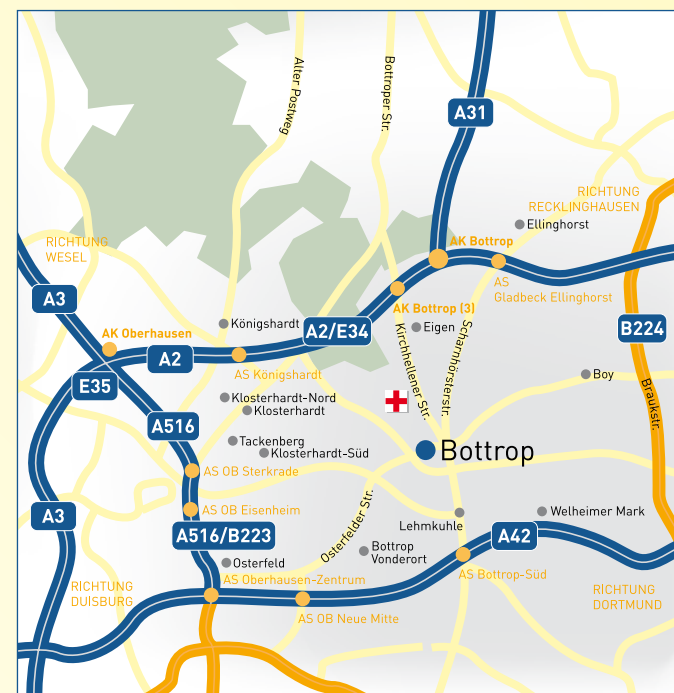 Alter Postweg
Bottroper Str.
A31
RICHTUNG
RECKLINGHAUSEN
Ellinghorst
RICHTUNG
WESEL
AK Bottrop
A3
AS
Gladbeck Ellinghorst
AK Bottrop (3)
Königshardt
A2/E34
Eigen
B224
AK Oberhausen
A2
Kirchhellener Str.
Scharnhörsterstr.
AS Königshardt
E35
Boy
Braukstr.
Klosterhardt-Nord
Klosterhardt
A516
Tackenberg
Klosterhardt-Süd
Bottrop
AS OB Sterkrade
AS OB Eisenheim
A3
Osterfelder Str.
Lehmkuhle
Welheimer Mark
A516/B223
A42
Bottrop
Vonderort
Osterfeld
AS Oberhausen-Zentrum
AS Bottrop-Süd
RICHTUNG
DUISBURG
RICHTUNG
DORTMUND
AS OB Neue Mitte